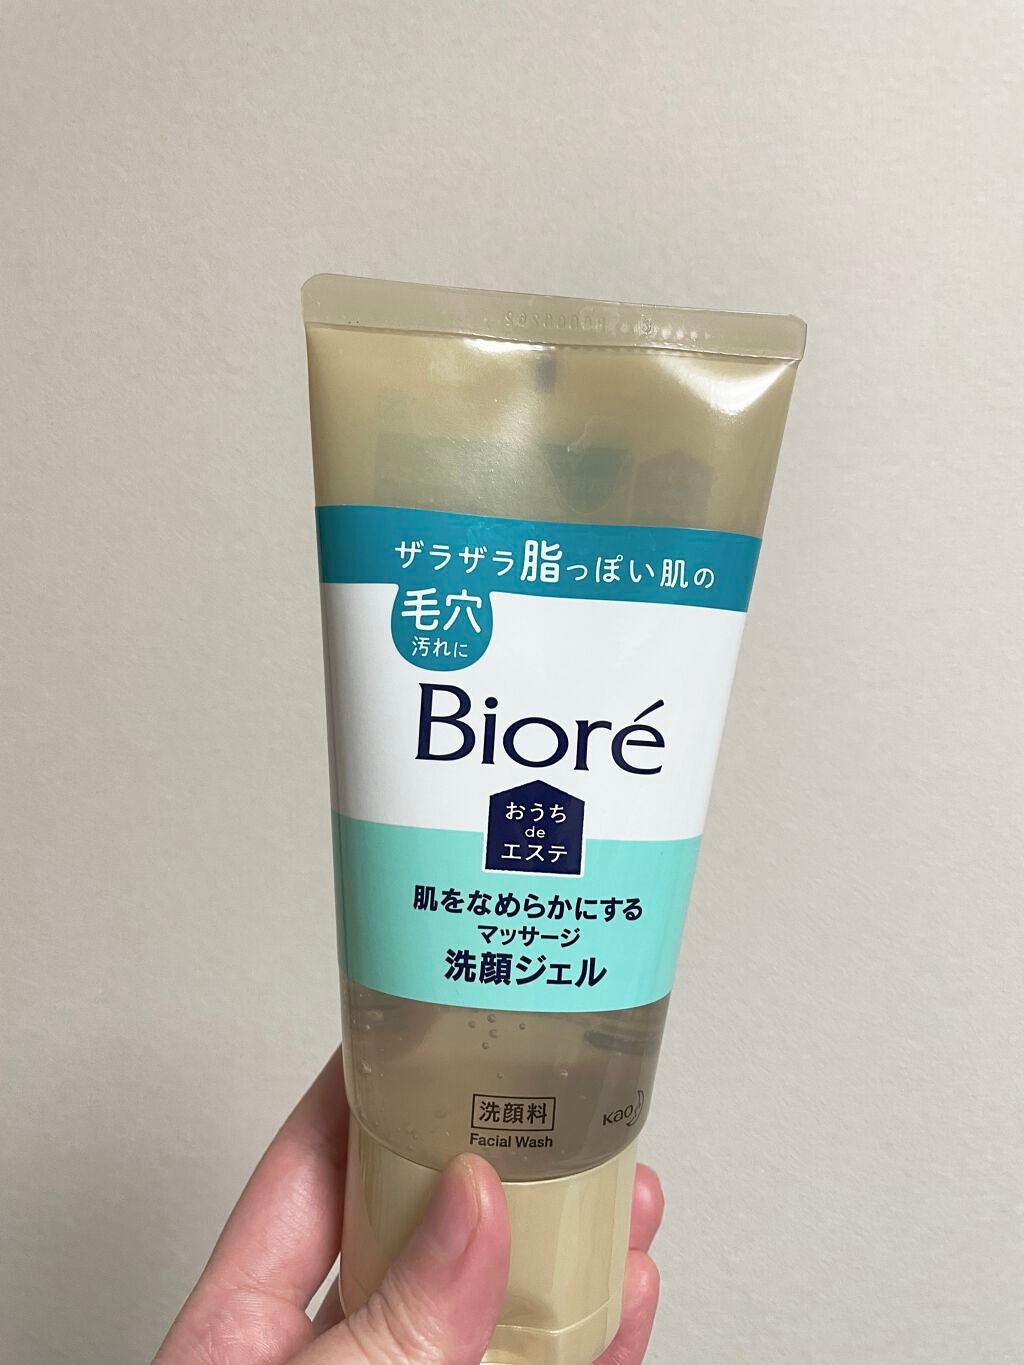 ザラザラ脂っぽい肌の
毛穴
汚れに
Bioré
おうち
de
エステ
肌をなめらかにする
マッサージ
洗顔ジェル
洗顔料
Facial Wash
Kao